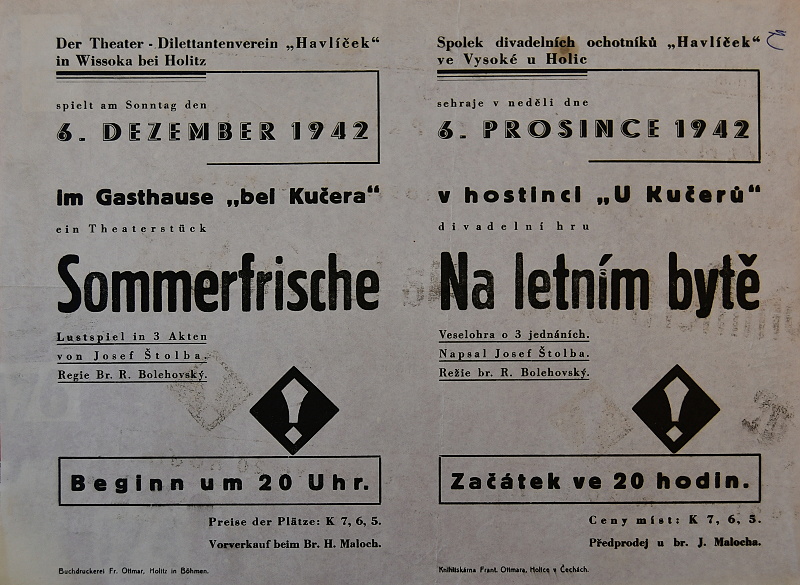 Der Theater - Dilettantenverein „Havlíček“
in Wissoka bei Holitz
spielt am Sonntag den
6. DEZEMBER 1942
im Gasthause „bei Kučera“
ein Theaterstück
Sommerfrische
Lustspiel in 3 Akten
von Josef Štolba.
Regie Br. R. Bolehovský.
!
Beginn um 20 Uhr.
Preise der Plätze: K 7, 6, 5.
Vorverkauf beim Br. H. Maloch.
Buchdruckerei Fr. Ottmar, Holitz in Böhmen.
Spolek divadelních ochotníků „Havlíček“
ve Vysoké u Holic
sehraje v neděli dne
6. PROSINCE 1942
v hostinci „U Kučerů“
divadelní hru
Na letním bytě
Veselohra o 3 jednáních.
Napsal Josef Štolba.
Režie br. R. Bolehovský.
!
Začátek ve 20 hodin.
Ceny míst: K 7, 6, 5.
Předprodej u br. J. Malocha.
Knihtiskárna Frant. Ottmara, Holice v Čechách.